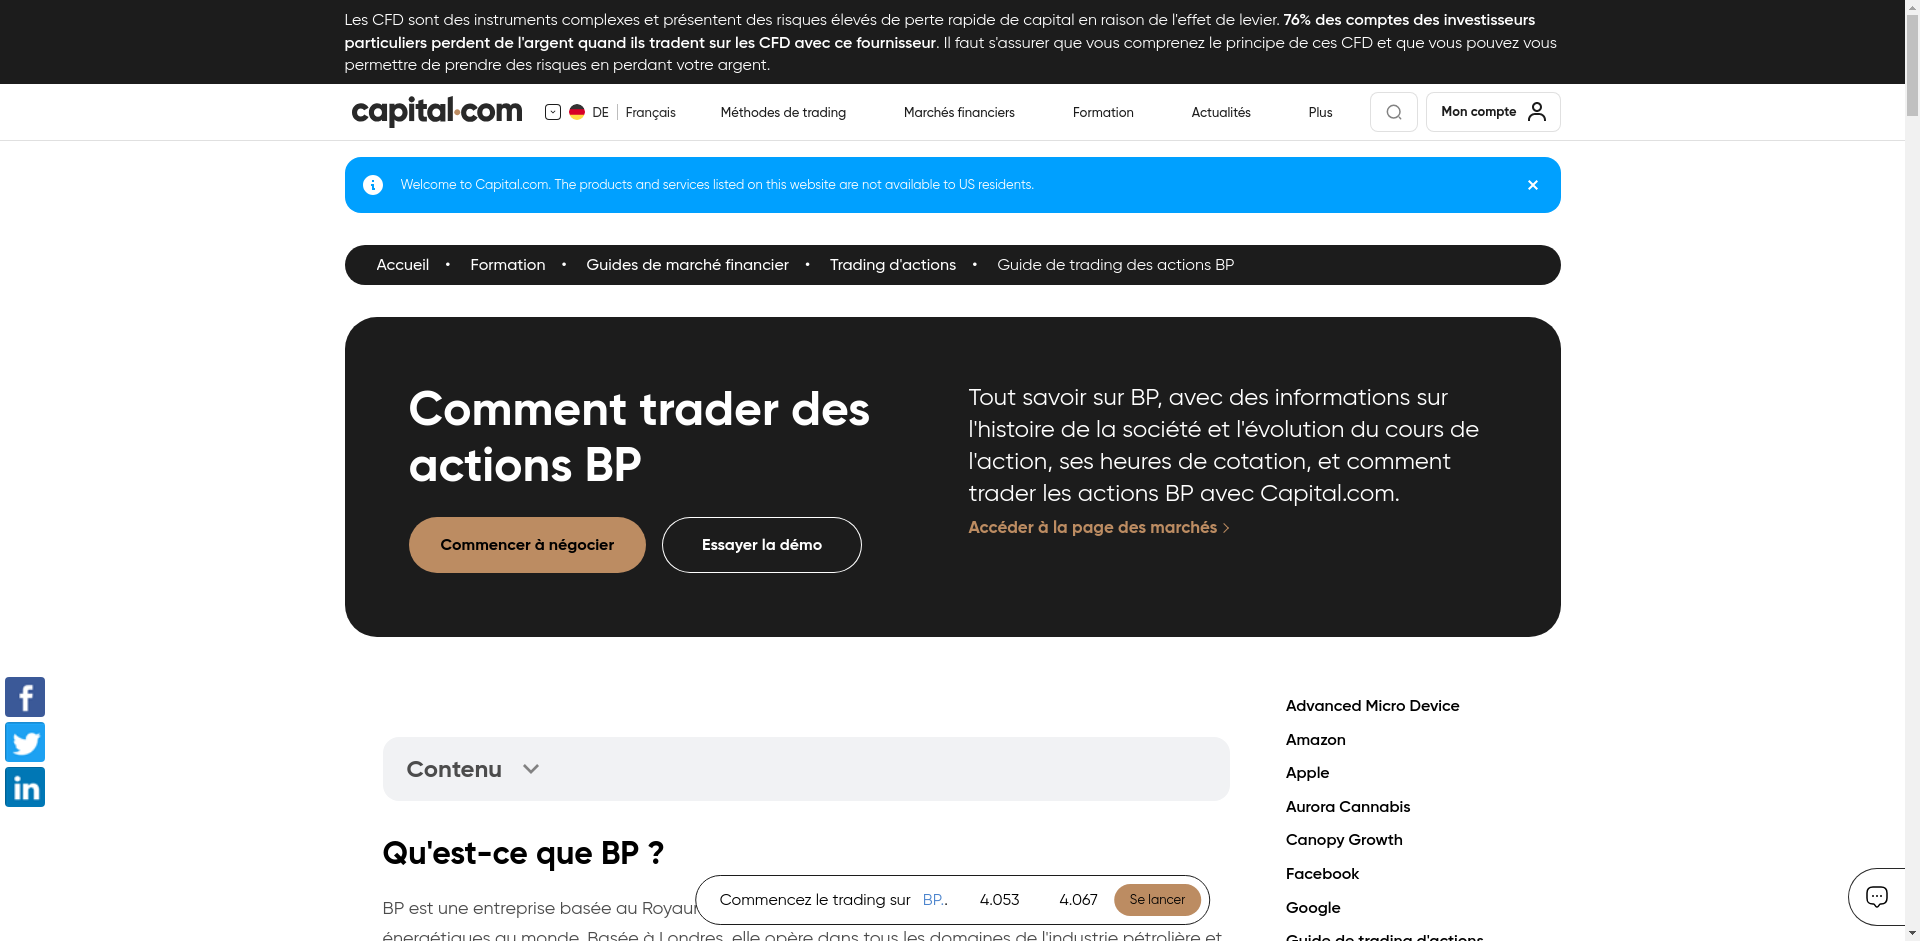 Les CFD sont des instruments complexes et présentent des risques élevés de perte rapide de capital en raison de l'effet de levier. 76% des comptes des investisseurs
particuliers perdent de l'argent quand ils tradent sur les CFD avec ce fournisseur. Il faut s'assurer que vous comprenez le principe de ces CFD et que vous pouvez vous
permettre de prendre des risques en perdant votre argent.
capital.com
DE
Français
Méthodes de trading
Marchés financiers
Formation
Actualités
Plus
Mon compte
Welcome to Capital.com. The products and services listed on this website are not available to US residents.
Accueil • Formation • Guides de marché financier • Trading d'actions • Guide de trading des actions BP
Comment trader des
actions BP
Commencer à négocier
Essayer la démo
Tout savoir sur BP, avec des informations sur
l'histoire de la société et l'évolution du cours de
l'action, ses heures de cotation, et comment
trader les actions BP avec Capital.com.
Accéder à la page des marchés
Contenu
Qu'est-ce que BP ?
BP est une entreprise basée au
énergétiques au monde. Basée à Londres, elle opère dans tous les domaines de l'industrie pétrolière et
Commencez le trading sur BP.. 4.053 4.067 Se lancer
Advanced Micro Device
Amazon
Apple
Aurora Cannabis
Canopy Growth
Facebook
Google
Guide de trading d'actions